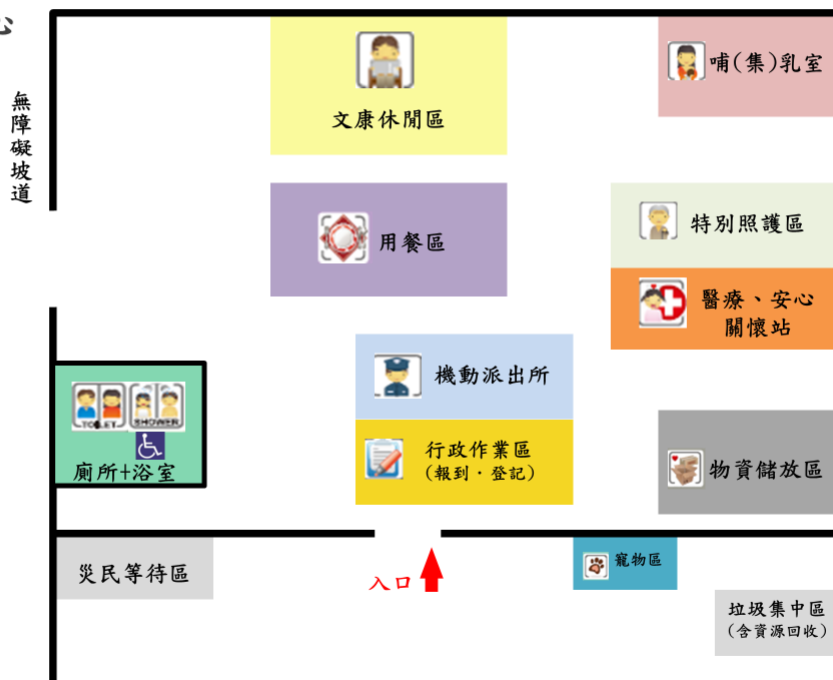 心
無障礙坡道
文康休閒區
哺(集)乳室
用餐區
特別照護區
醫療、安心
關懷站
機動派出所
行政作業區
(報到·登記)
TOILET
SHOWER
廁所+浴室
物資儲放區
災民等待區
入口
寵物區
垃圾集中區
(含資源回收)